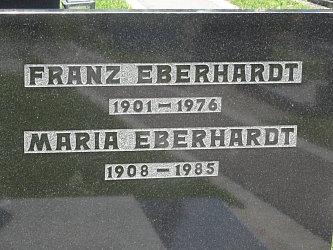 FRANZ EBERHARDT
1901 – 1976
MARIA EBERHARDT
1908 – 1985